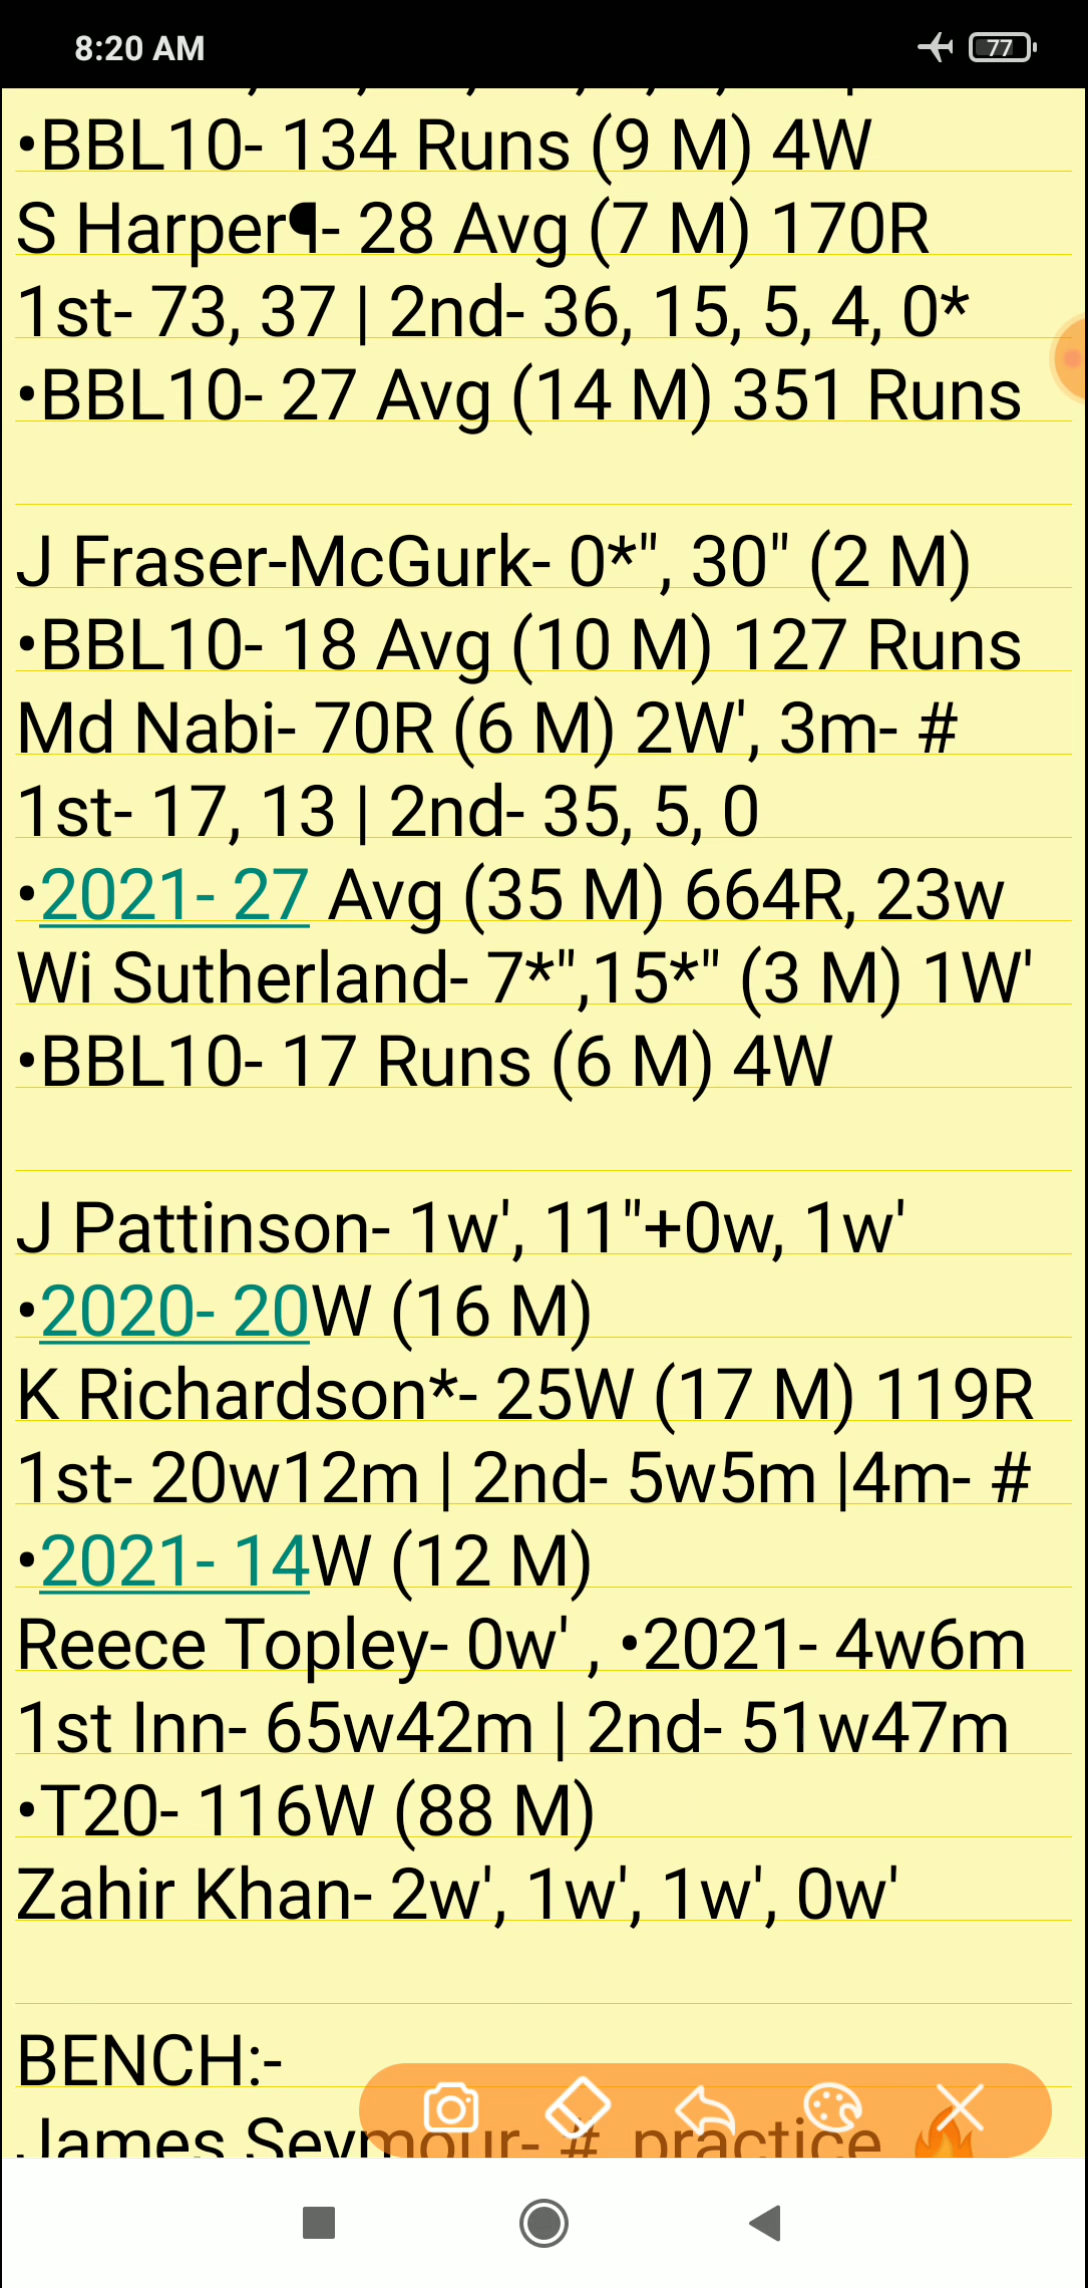 8:20 AM
77
•BBL10- 134 Runs (9 M) 4W
S Harper¶- 28 Avg (7 M) 170R
1st- 73, 37 | 2nd- 36, 15, 5, 4, 0*
•BBL10- 27 Avg (14 M) 351 Runs
J Fraser-McGurk- 0*", 30" (2 M)
•BBL10- 18 Avg (10 M) 127 Runs
Md Nabi- 70R (6 M) 2W', 3m- #
1st- 17, 13 | 2nd- 35, 5, 0
•2021- 27 Avg (35 M) 664R, 23w
Wi Sutherland- 7*",15*" (3 M) 1W'
•BBL10- 17 Runs (6 M) 4W
J Pattinson- 1w', 11"+0w, 1w'
•2020- 20W (16 M)
K Richardson*- 25W (17 M) 119R
1st- 20w12m | 2nd- 5w5m |4m- #
•2021- 14W (12 M)
Reece Topley- 0w' , •2021- 4w6m
1st Inn- 65w42m | 2nd- 51w47m
•T20- 116W (88 M)
Zahir Khan- 2w', 1w', 1w', 0w'
BENCH:-
James Seymour- # practice 🔥